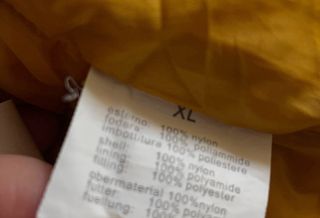 XL
esterno: 100% nylon
fodera: 100% poliammide
imbottitura 100% poliestere
shell: 100% nylon
lining: 100% polyamide
filling: 100% polyester
obermaterial 100% nylon
futter: 100% polyamid
fuellung: 100% polyester